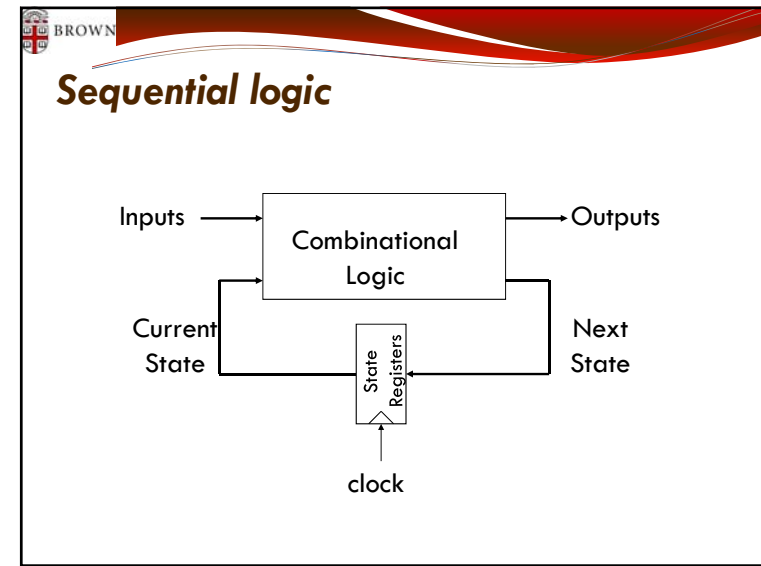 BROWN
Sequential logic
Inputs
Outputs
Combinational
Logic
Current
State
Next
State
State
Registers
clock